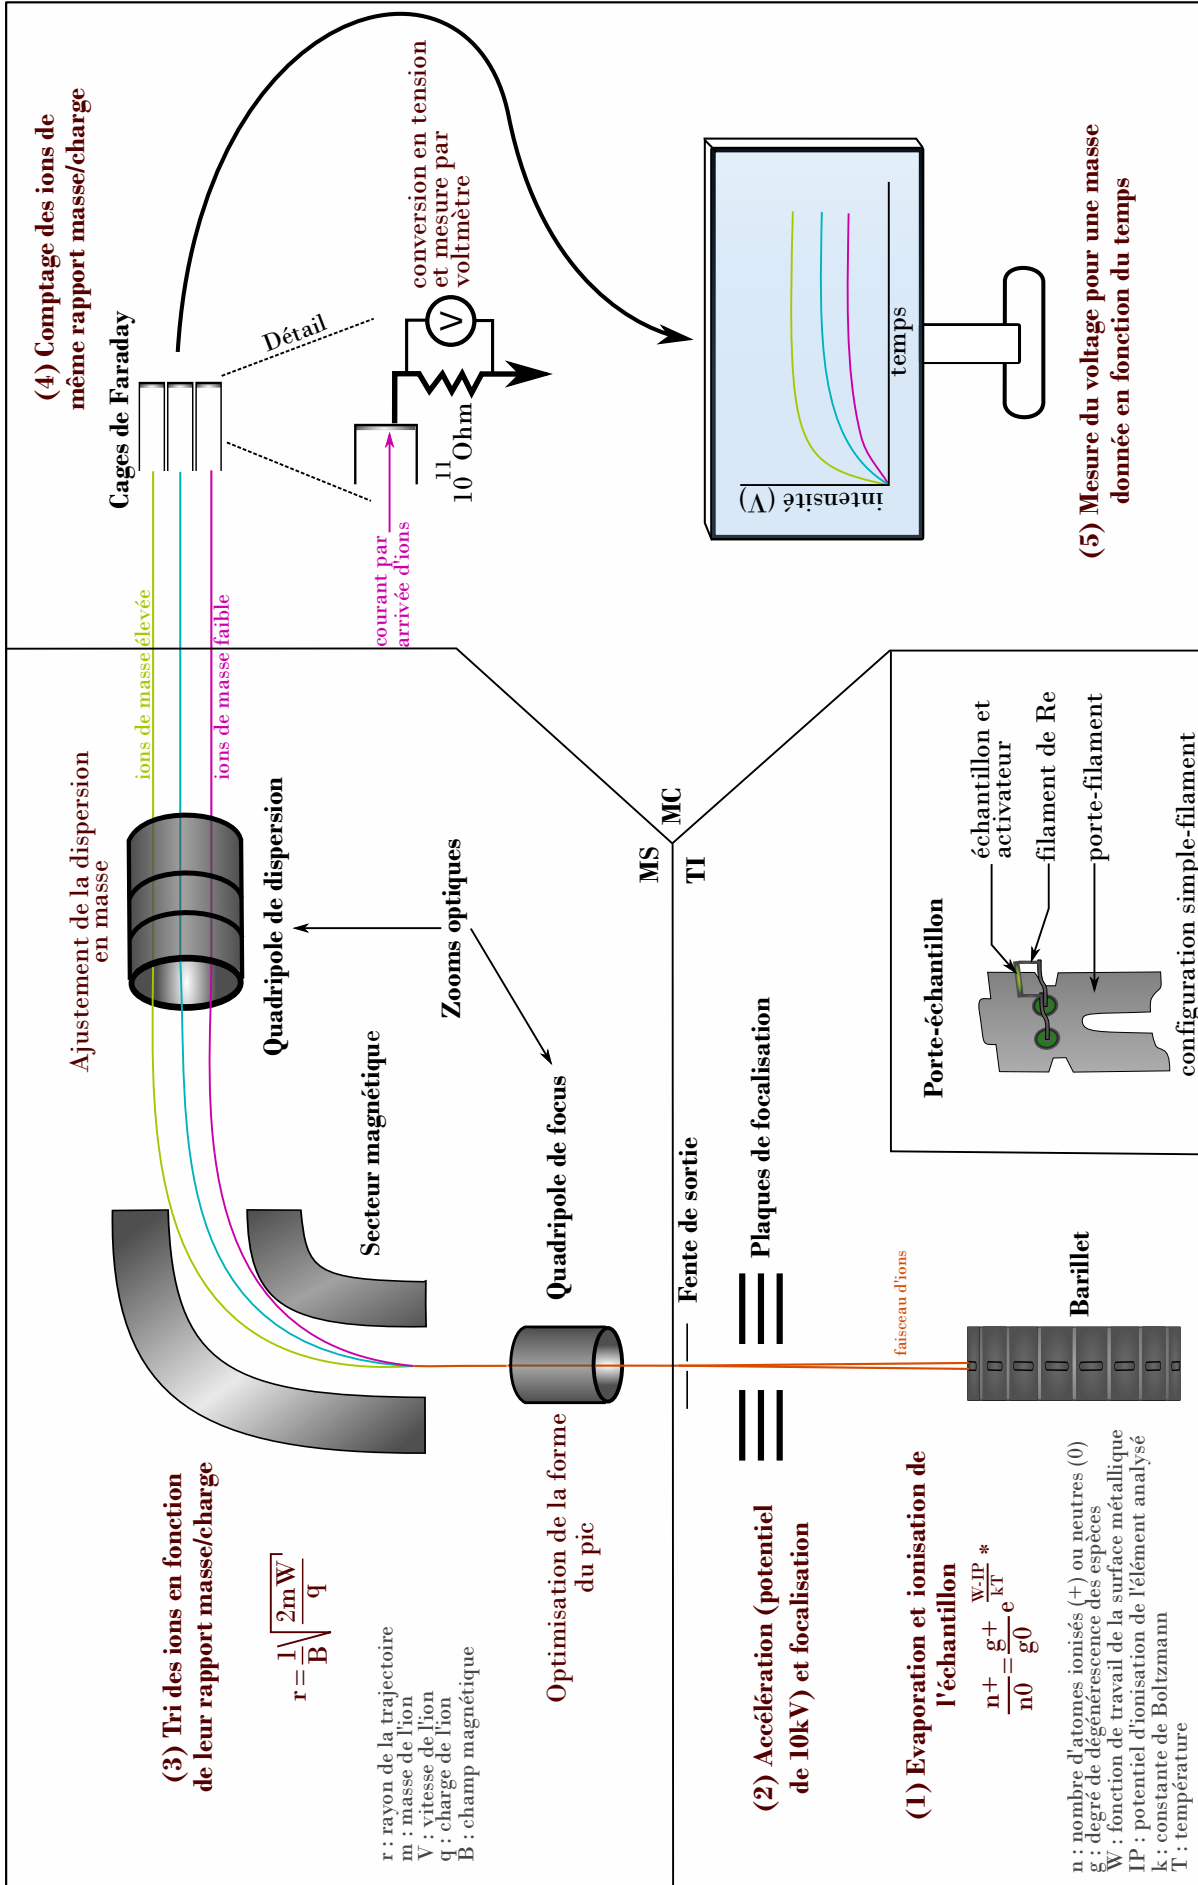 (1) Evaporation et ionisation de
l'échantillon
n+/n0 = g+/g0 e W-IP/kT *
n : nombre d'atomes ionisés (+) ou neutres (0)
g : degré de dégénérescence des espèces
W : fonction de travail de la surface métallique
IP : potentiel d'ionisation de l'élément analysé
k : constante de Boltzmann
T : température
Barillet
faisceau d'ions
(2) Accélération (potentiel
de 10kV) et focalisation
Plaques de focalisation
Fente de sortie
Porte-échantillon
échantillon et
activateur
filament de Re
porte-filament
configuration simple-filament
MS
MC
TI
Optimisation de la forme
du pic
Quadripole de focus
Zooms optiques
(3) Tri des ions en fonction
de leur rapport masse/charge
r = 1/B √ 2mW/q
r : rayon de la trajectoire
m : masse de l'ion
V : vitesse de l'ion
q : charge de l'ion
B : champ magnétique
Secteur magnétique
Ajustement de la dispersion
en masse
Quadripole de dispersion
ions de masse élevée
ions de masse faible
(4) Comptage des ions de
même rapport masse/charge
Cages de Faraday
Détail
courant par
arrivée d'ions
10 11 Ohm
V
conversion en tension
et mesure par
voltmètre
intensité (V)
temps
(5) Mesure du voltage pour une masse
donnée en fonction du temps